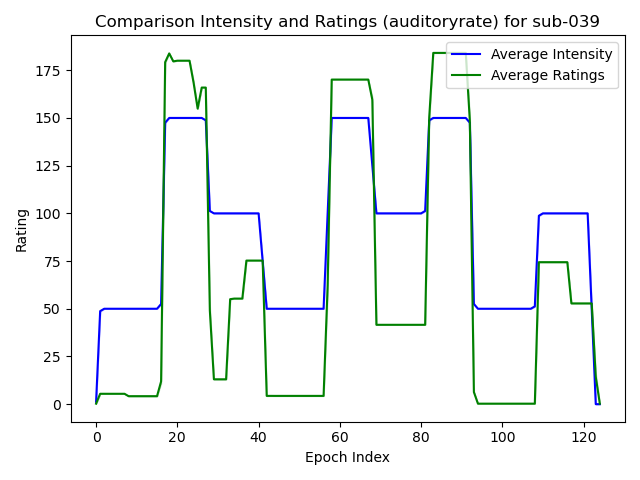 Comparison Intensity and Ratings (auditoryrate) for sub-039
Average Intensity
Average Ratings
Rating
175
150
125
100
75
50
25
0
0 20 40 60 80 100 120
Epoch Index